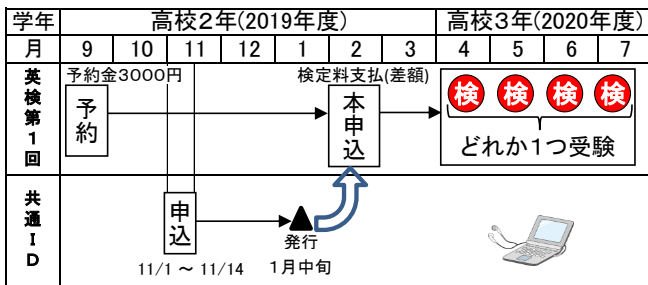 学年 高校2年(2019年度) 高校3年(2020年度)
月 9 10 11 12 1 2 3 4 5 6 7
英検第1回
予約金3000円 検定料支払(差額)
予約
本申込
検 検 検 検
どれか1つ受験
共通ID
申込
発行
11/1 ~ 11/14 1月中旬